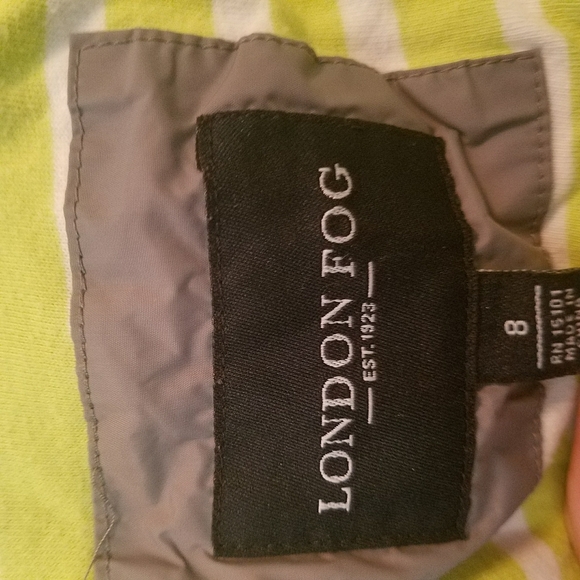 LONDON FOG
EST. 1923
8
RN 15101
MADE IN